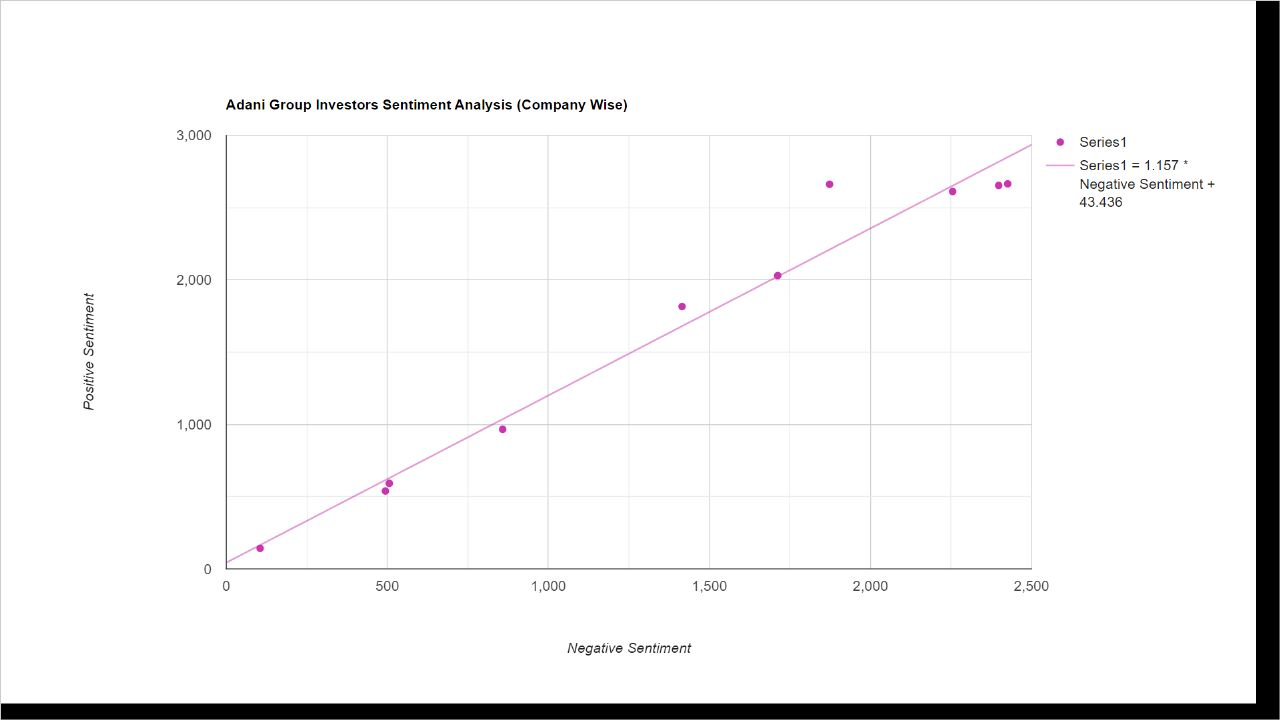 Adani Group Investors Sentiment Analysis (Company Wise)
3,000
2,000
1,000
0
Positive Sentiment
0
500
1,000
1,500
2,000
2,500
Negative Sentiment
Series1
Series1 = 1.157 *
Negative Sentiment +
43.436